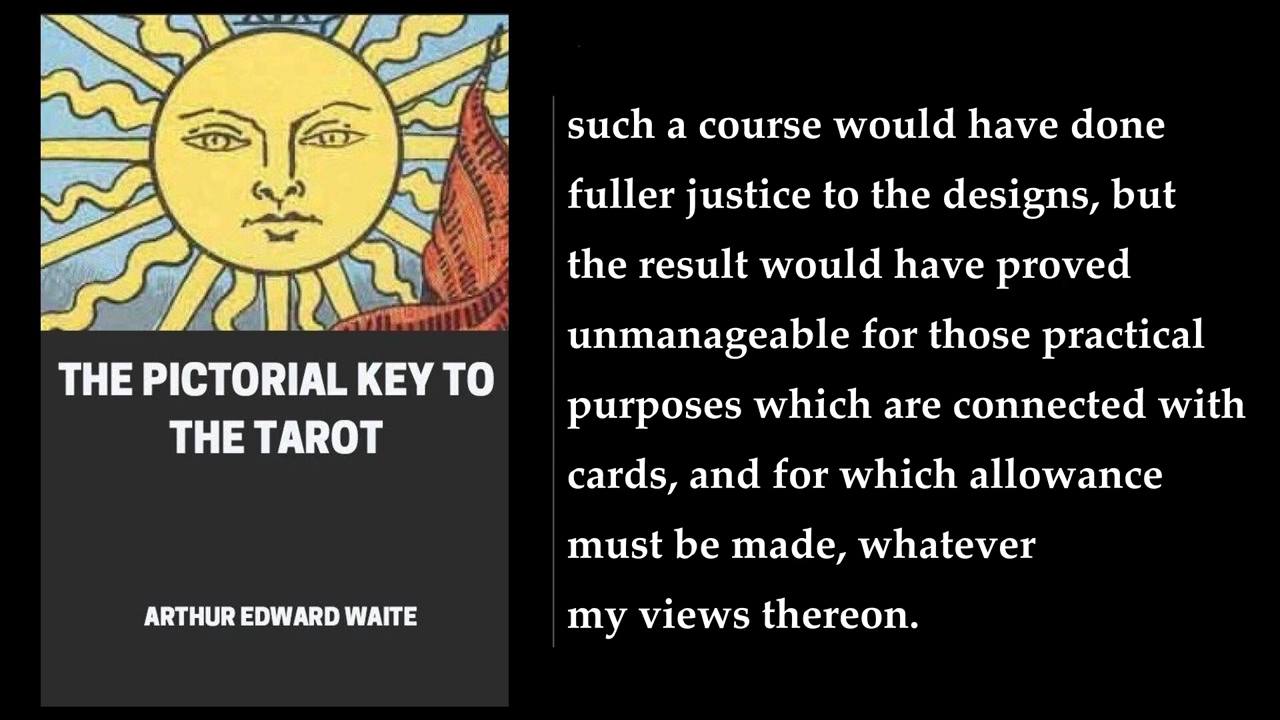 XIX
THE PICTORIAL KEY TO
THE TAROT
ARTHUR EDWARD WAITE
such a course would have done
fuller justice to the designs, but
the result would have proved
unmanageable for those practical
purposes which are connected with
cards, and for which allowance
must be made, whatever
my views thereon.